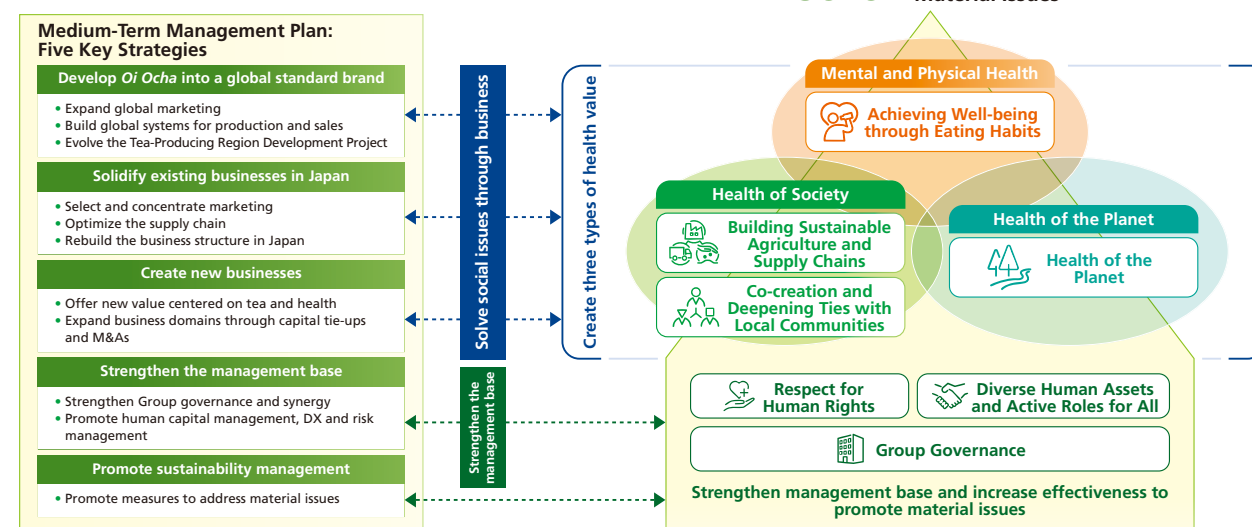 Material Issues
Medium-Term Management Plan:
Five Key Strategies
Develop Oi Ocha into a global standard brand
• Expand global marketing
• Build global systems for production and sales
• Evolve the Tea-Producing Region Development Project
Solidify existing businesses in Japan
• Select and concentrate marketing
• Optimize the supply chain
• Rebuild the business structure in Japan
Create new businesses
• Offer new value centered on tea and health
• Expand business domains through capital tie-ups
and M&As
Strengthen the management base
• Strengthen Group governance and synergy
• Promote human capital management, DX and risk
management
Promote sustainability management
• Promote measures to address material issues
Solve social issues through business
Strengthen the
management base
Create three types of health value
Mental and Physical Health
Achieving Well-being
through Eating Habits
Health of Society
Building Sustainable
Agriculture and
Supply Chains
Co-creation and
Deepening Ties with
Local Communities
Health of the Planet
Health of the
Planet
Respect for
Human Rights
Diverse Human Assets
and Active Roles for All
Group Governance
Strengthen management base and increase effectiveness to
promote material issues